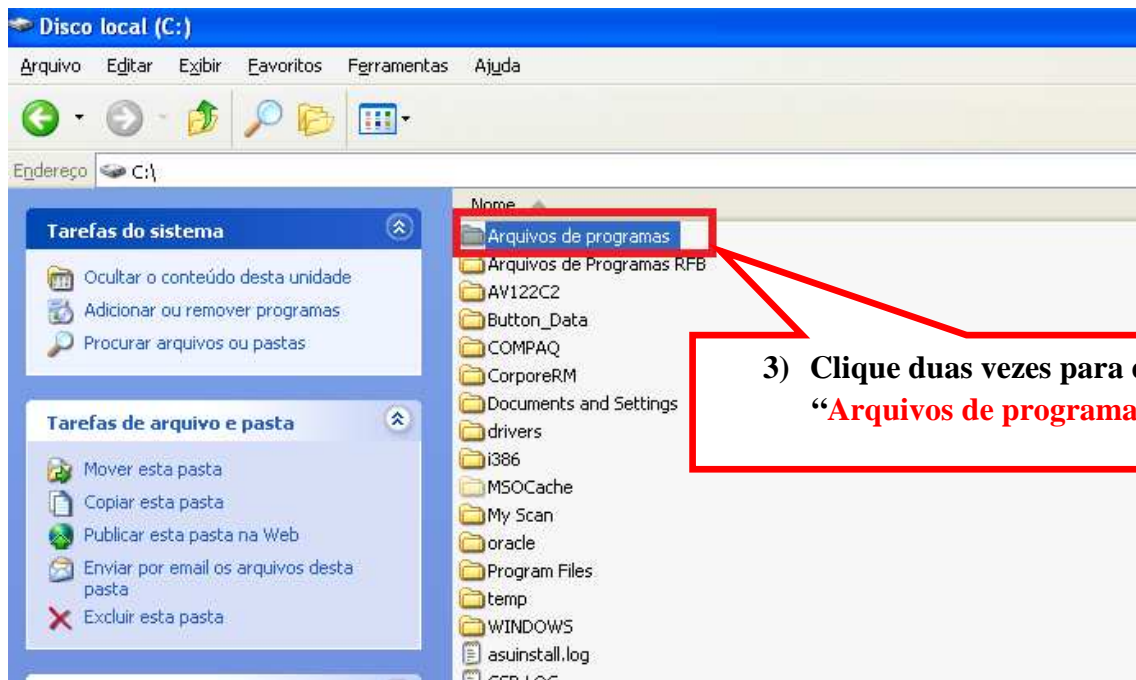 Disco local (C:)
Arquivo Editar Exibir Favoritos Ferramentas Ajuda
Endereço C:\
Tarefas do sistema
Ocultar o conteúdo desta unidade
Adicionar ou remover programas
Procurar arquivos ou pastas
Tarefas de arquivo e pasta
Mover esta pasta
Copiar esta pasta
Publicar esta pasta na Web
Enviar por email os arquivos desta
pasta
Excluir esta pasta
Nome
Arquivos de programas
Arquivos de Programas RFB
AV122C2
Button_Data
COMPAQ
CorporeRM
Documents and Settings
drivers
i386
MSOCache
My Scan
oracle
Program Files
temp
WINDOWS
asuinstall.log
3) Clique duas vezes para
“Arquivos de programa